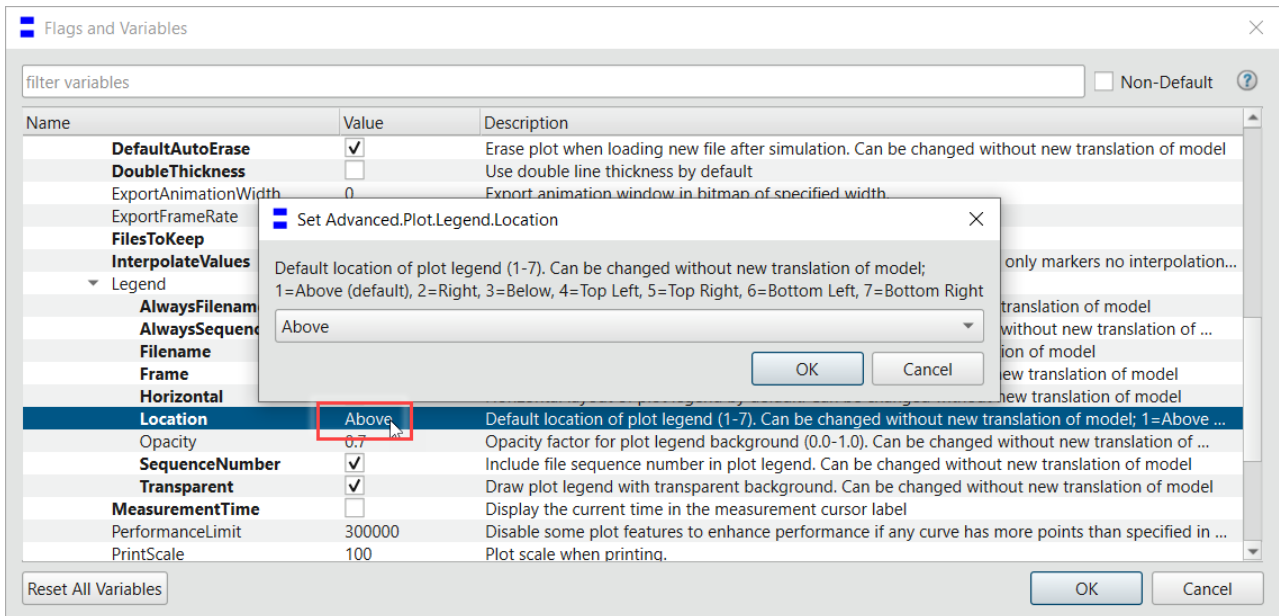 Flags and Variables
filter variables
Non-Default
?
Name Value Description
DefaultAutoErase Erase plot when loading new file after simulation. Can be changed without new translation of model
DoubleThickness Use double line thickness by default
ExportAnimationWidth 0 Export animation window in bitmap of specified width.
ExportFrameRate
Set Advanced.Plot.Legend.Location
FilesToKeep
InterpolateValues only markers no interpolation...
Default location of plot legend (1-7). Can be changed without new translation of model;
1=Above (default), 2=Right, 3=Below, 4=Top Left, 5=Top Right, 6=Bottom Left, 7=Bottom Right
Legend
AlwaysFilenam translation of model
Above
AlwaysSequenc without new translation of ...
Filename ion of model
OK Cancel
Frame ew translation of model
Horizontal new translation of model
Location Above Default location of plot legend (1-7). Can be changed without new translation of model; 1=Above ...
Opacity 0.7 Opacity factor for plot legend background (0.0-1.0). Can be changed without new translation of ...
SequenceNumber Include file sequence number in plot legend. Can be changed without new translation of model
Transparent Draw plot legend with transparent background. Can be changed without new translation of model
MeasurementTime Display the current time in the measurement cursor label
PerformanceLimit 300000 Disable some plot features to enhance performance if any curve has more points than specified in ...
PrintScale 100 Plot scale when printing.
Reset All Variables OK Cancel